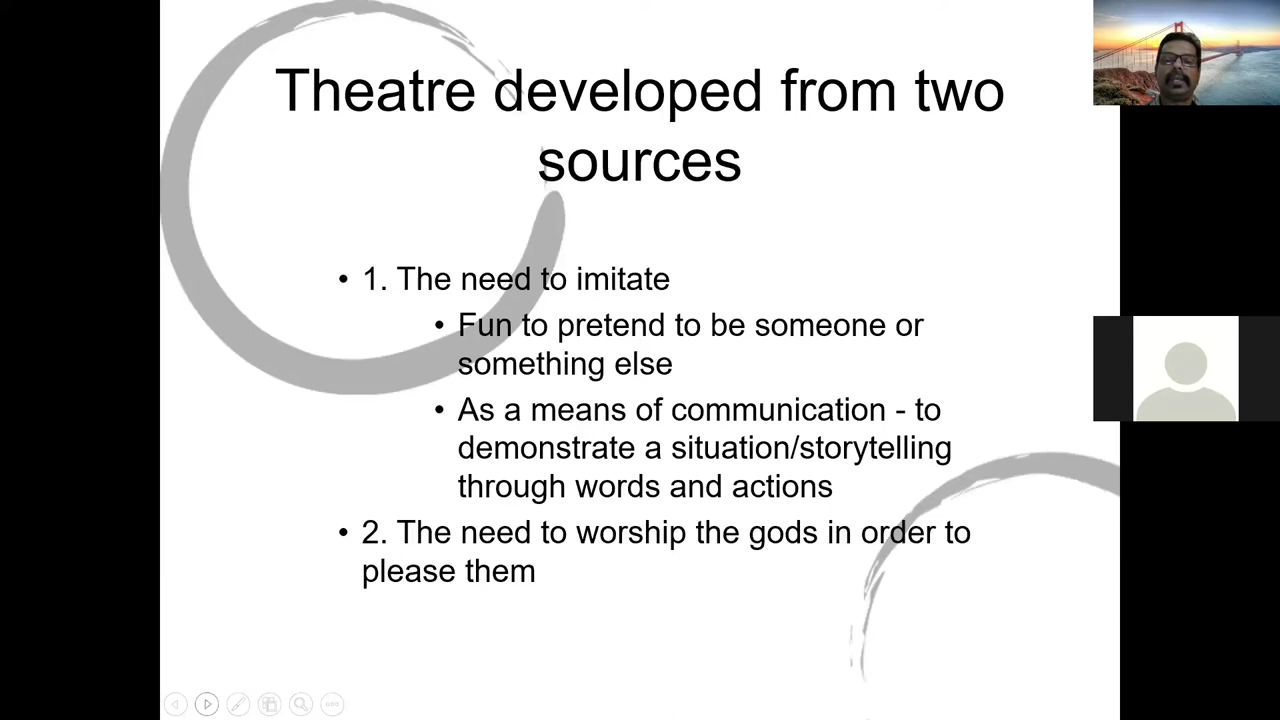 Theatre developed from two
sources
• 1. The need to imitate
• Fun to pretend to be someone or
something else
• As a means of communication - to
demonstrate a situation/storytelling
through words and actions
• 2. The need to worship the gods in order to
please them